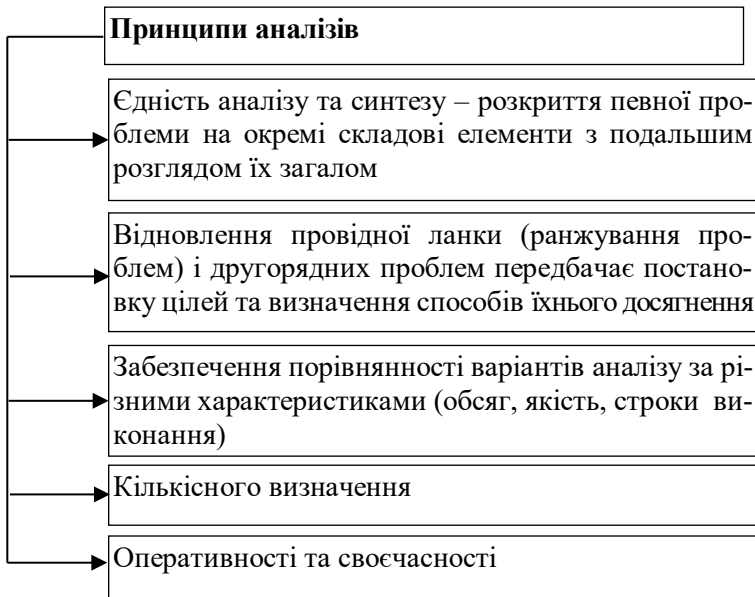 Принципи аналізів
Єдність аналізу та синтезу – розкриття певної про-
блеми на окремі складові елементи з подальшим
розглядом їх загалом
Відновлення провідної ланки (ранжування про-
блем) і другорядних проблем передбачає постано-
вку цілей та визначення способів їхнього досягнення
Забезпечення порівнянності варіантів аналізу за рі-
зними характеристиками (обсяг, якість, строки ви-
конання)
Кількісного визначення
Оперативності та своєчасності